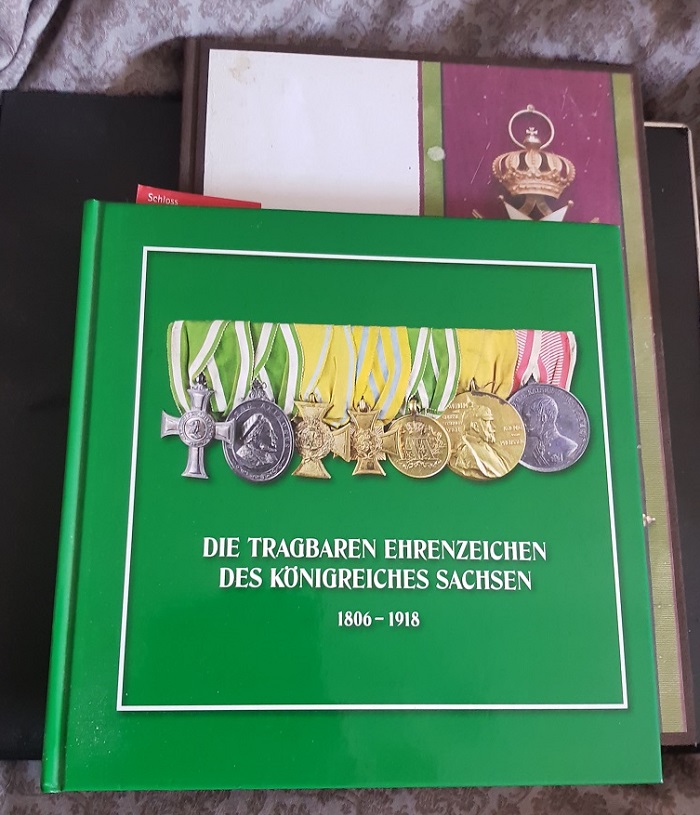 Schloss
DIE TRAGBAREN EHRENZEICHEN
DES KÖNIGREICHES SACHSEN
1806 – 1918